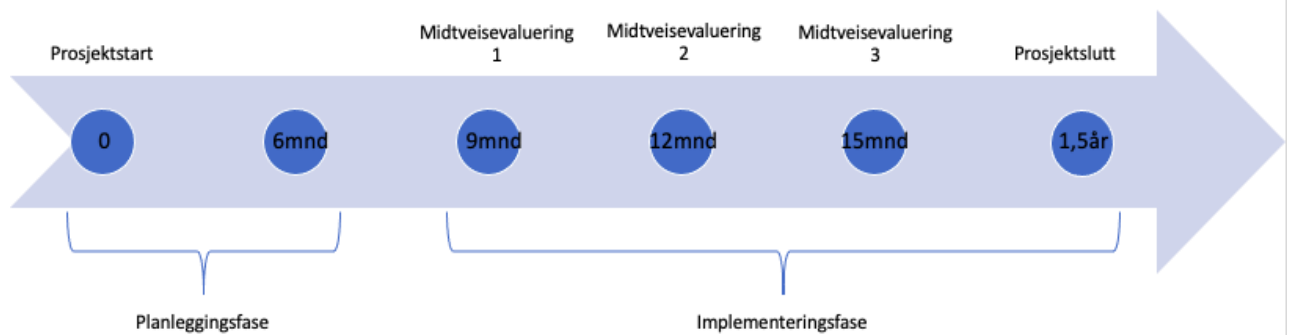 Prosjektstart
Midtveisevaluering
1
Midtveisevaluering
2
Midtveisevaluering
3
Prosjektslutt
0
6mnd
9mnd
12mnd
15mnd
1,5år
Planleggingsfase
Implementeringsfase